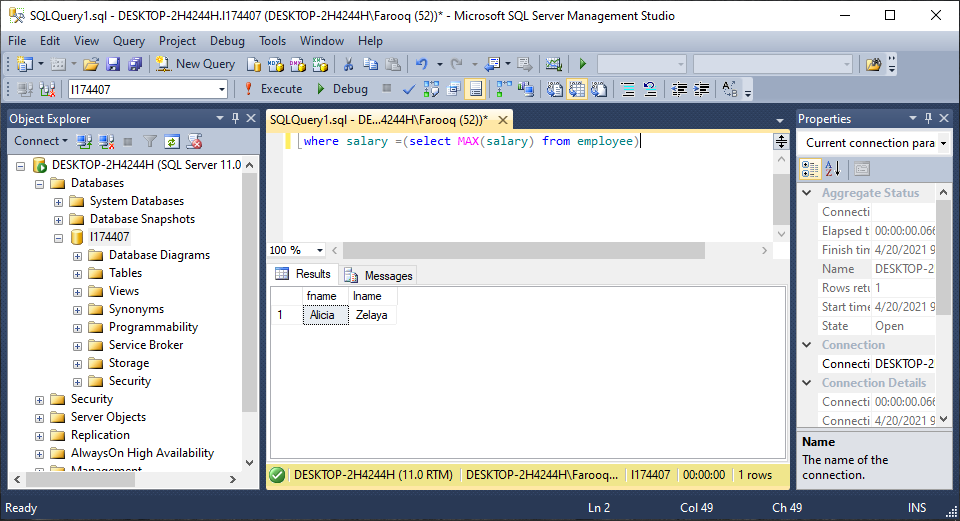 SQLQuery1.sql - DESKTOP-2H4244H.I174407 (DESKTOP-2H4244H\Farooq (52))* - Microsoft SQL Server Management Studio
File Edit View Query Project Debug Tools Window Help
New Query
I174407 Execute Debug
Object Explorer
Connect
DESKTOP-2H4244H (SQL Server 11.0
Databases
System Databases
Database Snapshots
I174407
Database Diagrams
Tables
Views
Synonyms
Programmability
Service Broker
Storage
Security
Security
Server Objects
Replication
AlwaysOn High Availability
Management
SQLQuery1.sql - DE...4244H\Farooq (52))*
where salary =(select MAX(salary) from employee)
100 %
Results Messages
fname lname
1 Alicia Zelaya
DESKTOP-2H4244H (11.0 RTM) DESKTOP-2H4244H\Farooq... I174407 00:00:00 1 rows
Properties
Current connection para
Aggregate Status
Connecti
Elapsed t 00:00:00.066
Finish tim 4/20/2021 9
Name DESKTOP-2
Rows retu 1
Start time 4/20/2021 9
State Open
Connection
Connecti DESKTOP-2
Connection Details
Connecti 00:00:00.066
Connecti 4/20/2021 9
Name
The name of the
connection.
Ready Ln 2 Col 49 Ch 49 INS